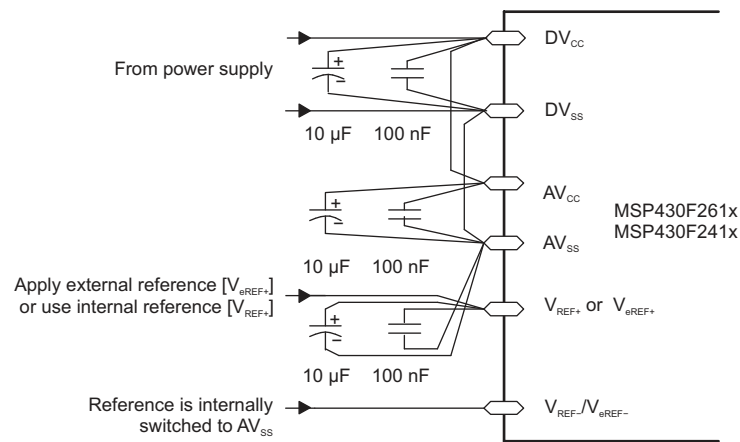 DVCC
From power supply
+
−
DVSS
10 µF 100 nF
AVCC
+
−
MSP430F261x
MSP430F241x
AVSS
10 µF 100 nF
Apply external reference [VeREF+]
or use internal reference [VREF+]
VREF+ or VeREF+
+
−
10 µF 100 nF
Reference is internally
switched to AVSS
VREF−/VeREF−